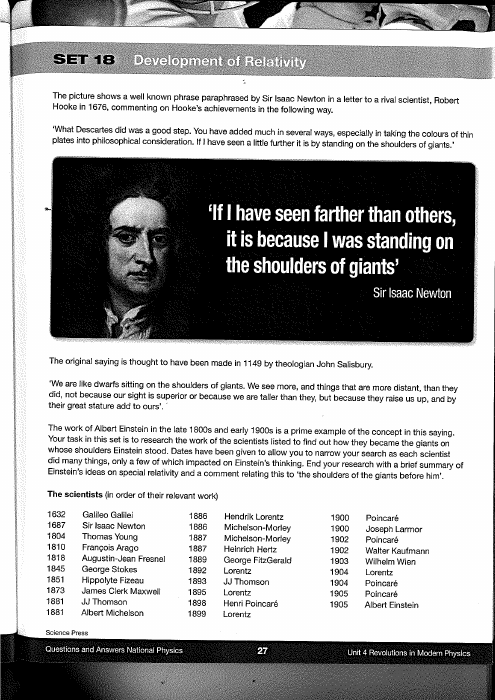 SET 18 Development of Relativity
The picture shows a well known phrase paraphrased by Sir Isaac Newton in a letter to a rival scientist, Robert
Hooke in 1676, commenting on Hooke's achievements in the following way.
'What Descartes did was a good step. You have added much in several ways, especially in taking the colours of thin
plates into philosophical consideration. If I have seen a little further it is by standing on the shoulders of giants.'
'If I have seen farther than others,
it is because I was standing on
the shoulders of giants'
Sir Isaac Newton
The original saying is thought to have been made in 1149 by theologian John Salisbury.
'We are like dwarfs sitting on the shoulders of giants. We see more, and things that are more distant, than they
did, not because our sight is superior or because we are taller than they, but because they raise us up, and by
their great stature add to ours'.
The work of Albert Einstein in the late 1800s and early 1900s is a prime example of the concept in this saying.
Your task in this set is to research the work of the scientists listed to find out how they became the giants on
whose shoulders Einstein stood. Dates have been given to allow you to narrow your search as each scientist
did many things, only a few of which impacted on Einstein's thinking. End your research with a brief summary of
Einstein's ideas on special relativity and a comment relating this to 'the shoulders of the giants before him'.
The scientists (in order of their relevant work)
1632 Galileo Galilei
1687 Sir Isaac Newton
1804 Thomas Young
1810 François Arago
1818 Augustin-Jean Fresnel
1845 George Stokes
1851 Hippolyte Fizeau
1873 James Clerk Maxwell
1881 JJ Thomson
1881 Albert Michelson
1886 Hendrik Lorentz
1886 Michelson-Morley
1887 Michelson-Morley
1887 Heinrich Hertz
1889 George FitzGerald
1892 Lorentz
1893 JJ Thomson
1895 Lorentz
1898 Henri Poincaré
1899 Lorentz
1900 Poincaré
1900 Joseph Larmor
1902 Poincaré
1902 Walter Kaufmann
1903 Wilhelm Wien
1904 Lorentz
1904 Poincaré
1905 Poincaré
1905 Albert Einstein
Science Press
Questions and Answers National Physics 27 Unit 4 Revolutions in Modern Physics